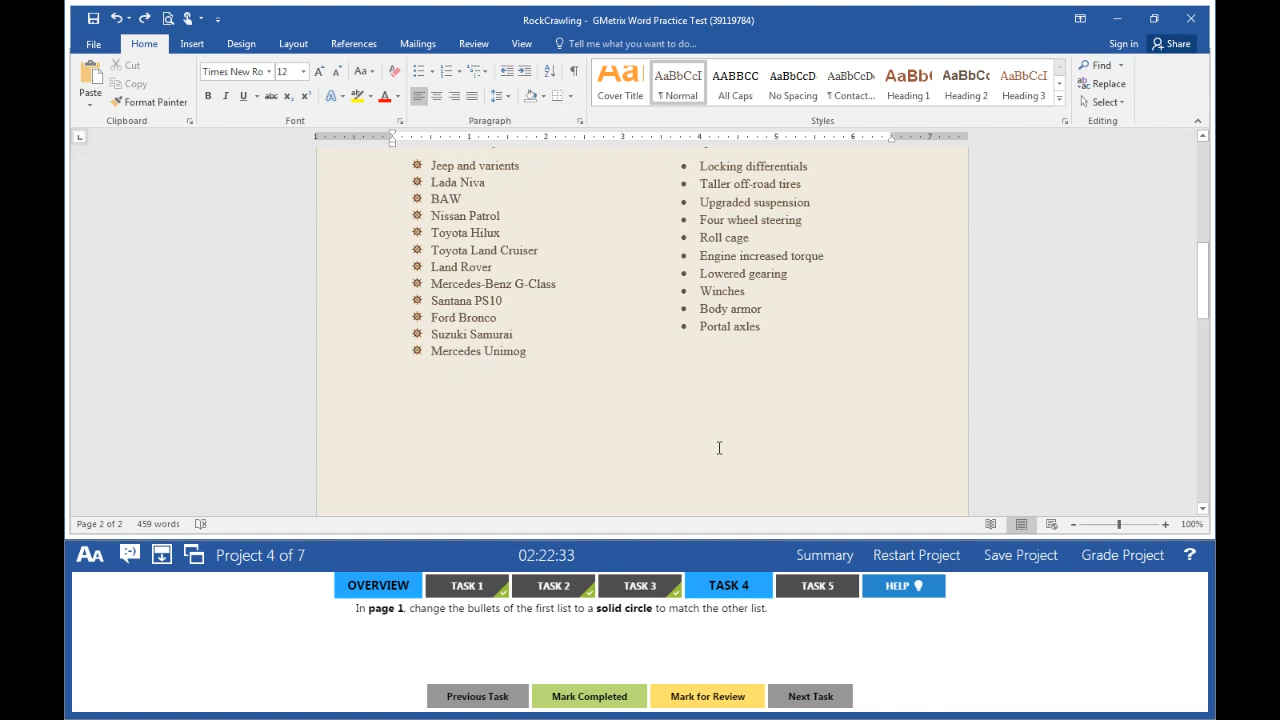 RockCrawling - GMetrix Word Practice Test (39119784)
File Home Insert Design Layout References Mailings Review View Tell me what you want to do... Sign in Share
Paste
Cut
Copy
Format Painter
Clipboard
Times New Ro 12
Font
Paragraph
AaBbCcI AABBCC AaBbCcD AaBbCcD AaBbC AaBbCc AaBbCcI
Cover Title ¶ Normal All Caps No Spacing ¶ Contact... Heading 1 Heading 2 Heading 3
Styles
Find
Replace
Select
Editing
1 1 2 3 4 5 6 7
Jeep and varients
Lada Niva
BAW
Nissan Patrol
Toyota Hilux
Toyota Land Cruiser
Land Rover
Mercedes-Benz G-Class
Santana PS10
Ford Bronco
Suzuki Samurai
Mercedes Unimog
Locking differentials
Taller off-road tires
Upgraded suspension
Four wheel steering
Roll cage
Engine increased torque
Lowered gearing
Winches
Body armor
Portal axles
Page 2 of 2 459 words 100%
AA Project 4 of 7 02:22:33 Summary Restart Project Save Project Grade Project ?
OVERVIEW TASK 1 TASK 2 TASK 3 TASK 4 TASK 5 HELP
In page 1, change the bullets of the first list to a solid circle to match the other list.
Previous Task Mark Completed Mark for Review Next Task